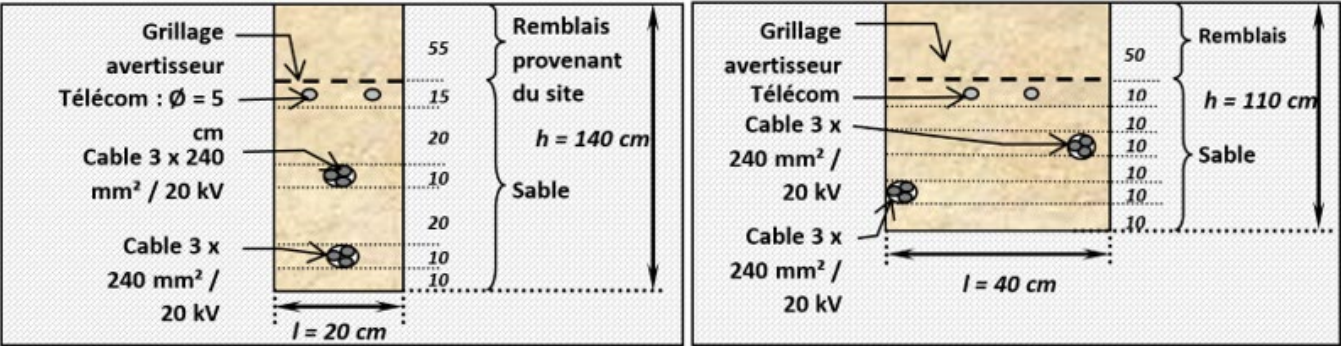 Grillage
avertisseur
Télécom : Ø = 5
cm
Cable 3 x 240
mm² / 20 kV
Cable 3 x
240 mm² /
20 kV
55
15
20
10
20
10
10
Remblais
provenant
du site
Sable
h = 140 cm
l = 20 cm
Grillage
avertisseur
Télécom
Cable 3 x
240 mm² /
20 kV
Cable 3 x
240 mm² /
20 kV
50
10
10
10
10
10
10
Remblais
Sable
h = 110 cm
l = 40 cm